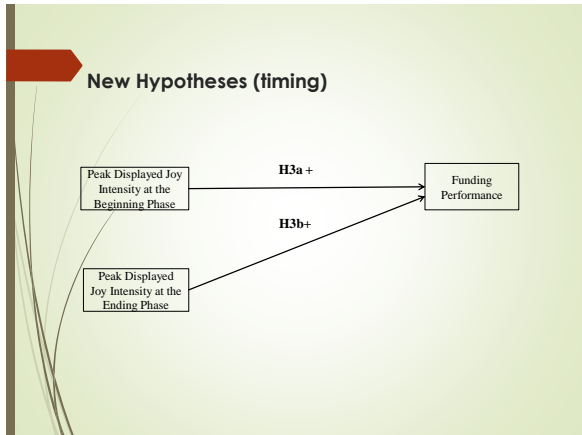 New Hypotheses (timing)
H3a +
Peak Displayed Joy
Intensity at the
Beginning Phase
Funding
Performance
H3b+
Peak Displayed
Joy Intensity at the
Ending Phase